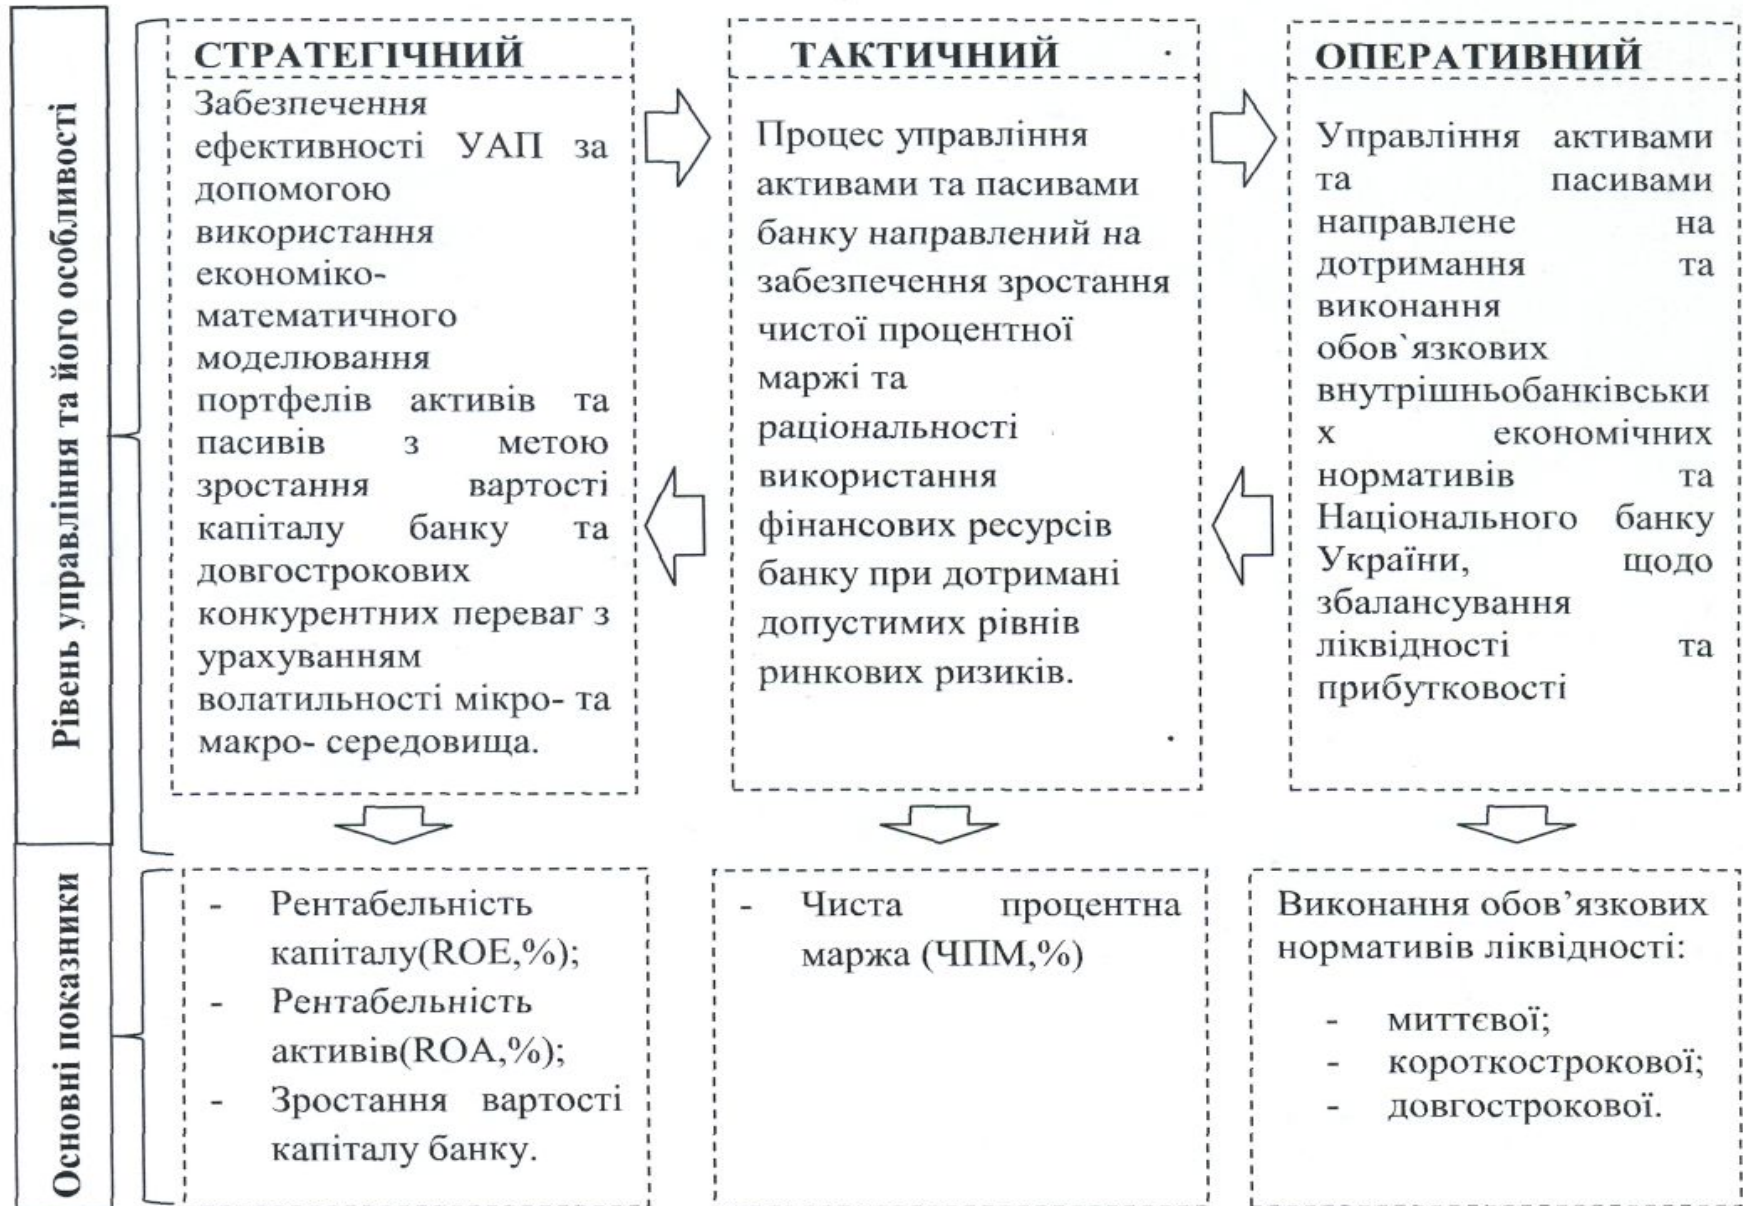 Рівень управління та його особливості
СТРАТЕГІЧНИЙ
Забезпечення
ефективності УАП за
допомогою
використання
економіко-
математичного
моделювання
портфелів активів та
пасивів з метою
зростання вартості
капіталу банку та
довгострокових
конкурентних переваг з
урахуванням
волатильності мікро- та
макро- середовища.
ТАКТИЧНИЙ
Процес управління
активами та пасивами
банку направлений на
забезпечення зростання
чистої процентної
маржі та
раціональності
використання
фінансових ресурсів
банку при дотримані
допустимих рівнів
ринкових ризиків.
ОПЕРАТИВНИЙ
Управління активами
та пасивами
направлене на
дотримання та
виконання
обов`язкових
внутрішньобанківськи
х економічних
нормативів та
Національного банку
України, щодо
збалансування
ліквідності та
прибутковості
Основні показники
- Рентабельність
капіталу(ROE,%);
- Рентабельність
активів(ROA,%);
- Зростання вартості
капіталу банку.
- Чиста процентна
маржа (ЧПМ,%)
Виконання обов’язкових
нормативів ліквідності:
- миттєвої;
- короткострокової;
- довгострокової.